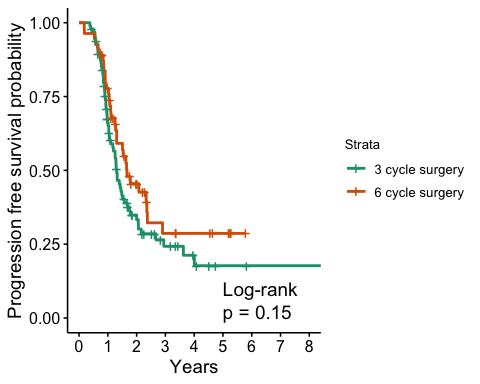 Progression free survival probability
1.00
0.75
0.50
0.25
0.00
Log-rank
p = 0.15
0 1 2 3 4 5 6 7 8
Years
Strata
3 cycle surgery
6 cycle surgery